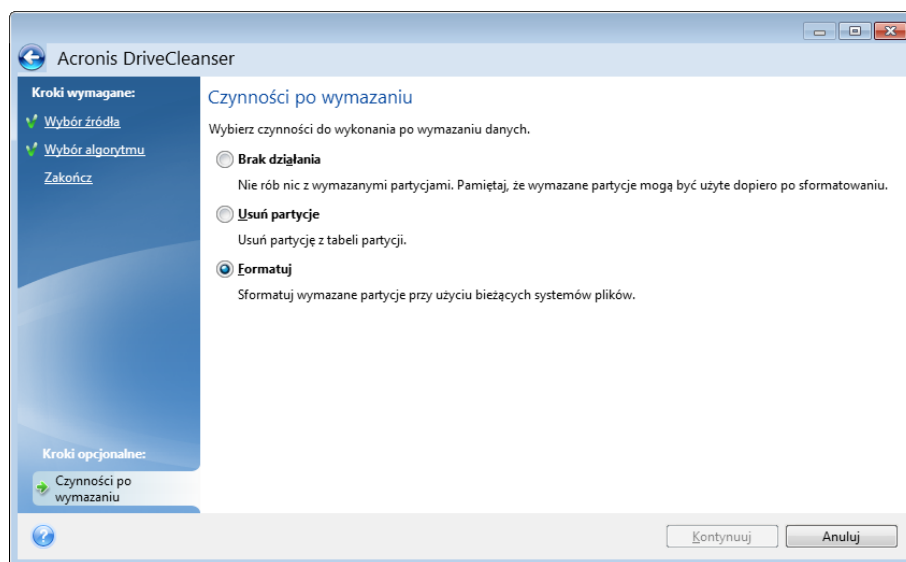 Acronis DriveCleanser
Kroki wymagane:
Wybór źródła
Wybór algorytmu
Zakończ
Czynności po wymazaniu
Wybierz czynności do wykonania po wymazaniu danych.
Brak działania
Nie rób nic z wymazanymi partycjami. Pamiętaj, że wymazane partycje mogą być użyte dopiero po sformatowaniu.
Usuń partycje
Usuń partycję z tabeli partycji.
Formatuj
Sformatuj wymazane partycje przy użyciu bieżących systemów plików.
Kroki opcjonalne:
Czynności po
wymazaniu
Kontynuuj
Anuluj